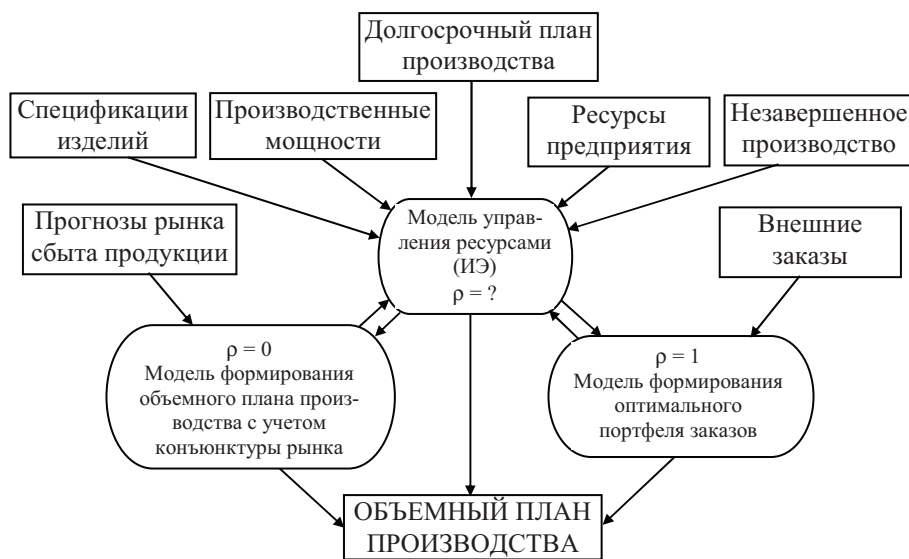 Долгосрочный план
производства
Спецификации
изделий
Производственные
мощности
Ресурсы
предприятия
Незавершенное
производство
Прогнозы рынка
сбыта продукции
Модель управ-
ления ресурсами
(ИЭ)
ρ = ?
Внешние
заказы
ρ = 0
Модель формирования
объемного плана произ-
водства с учетом
конъюнктуры рынка
ρ = 1
Модель формирования
оптимального
портфеля заказов
ОБЪЕМНЫЙ ПЛАН
ПРОИЗВОДСТВА